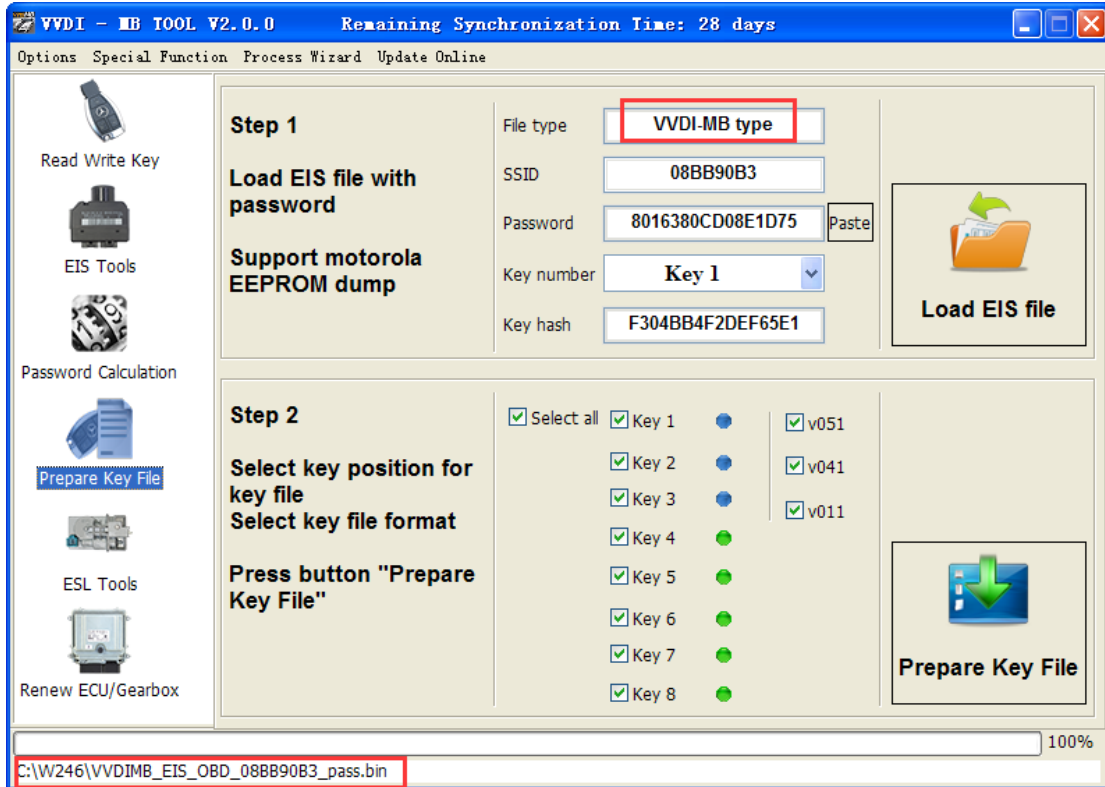 VVDI - MB TOOL V2.0.0 Remaining Synchronization Time: 28 days
Options Special Function Process Wizard Update Online
Read Write Key
EIS Tools
Password Calculation
Prepare Key File
ESL Tools
Renew ECU/Gearbox
Step 1
Load EIS file with
password
Support motorola
EEPROM dump
File type VVDI-MB type
SSID 08BB90B3
Password 8016380CD08E1D75 Paste
Key number Key 1
Key hash F304BB4F2DEF65E1
Load EIS file
Step 2
Select key position for
key file
Select key file format
Press button "Prepare
Key File"
Select all Key 1 v051
Key 2 v041
Key 3 v011
Key 4
Key 5
Key 6
Key 7
Key 8
Prepare Key File
100%
C:\W246\VVDIMB_EIS_OBD_08BB90B3_pass.bin